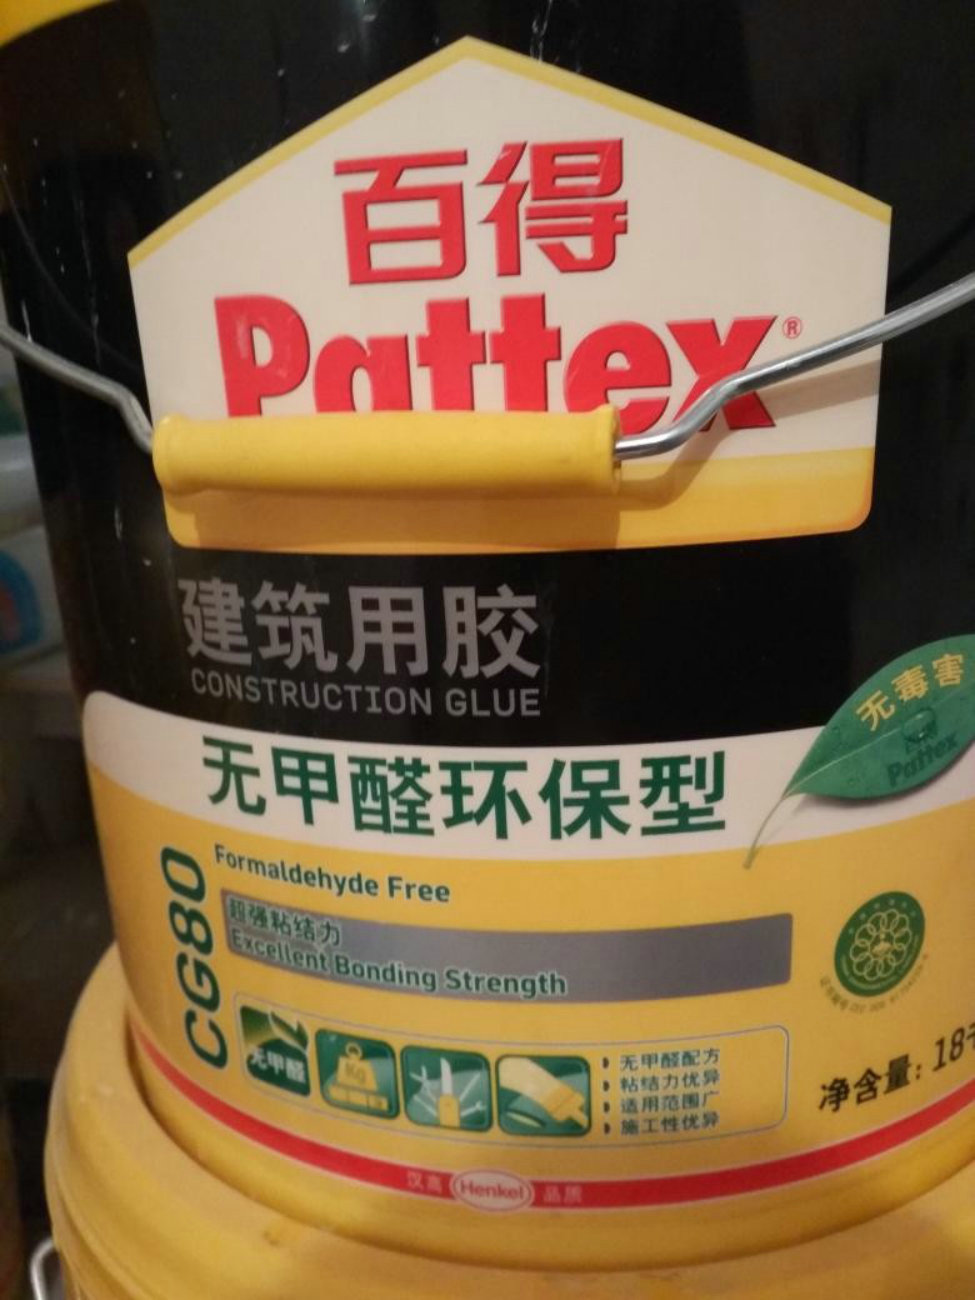 百得
Pattex®
建筑用胶
CONSTRUCTION GLUE
无毒害
Pattex
无甲醛环保型
Formaldehyde Free
CG80
超强粘结力
Excellent Bonding Strength
无甲醛
Kg
无甲醛配方
粘结力优异
适用范围广
施工性优异
净含量: 18
汉高 Henkel 品质